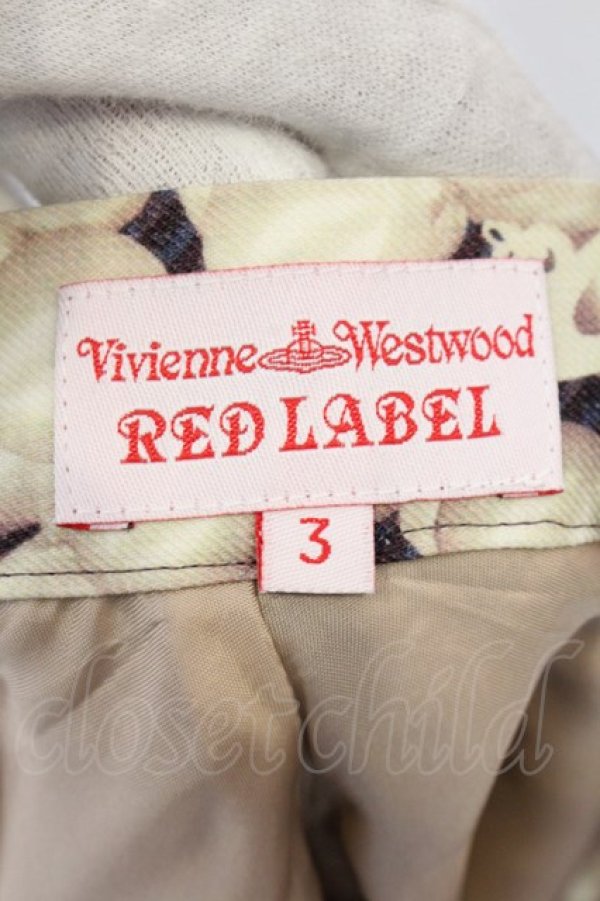 Vivienne Westwood
RED LABEL
3
closetchild